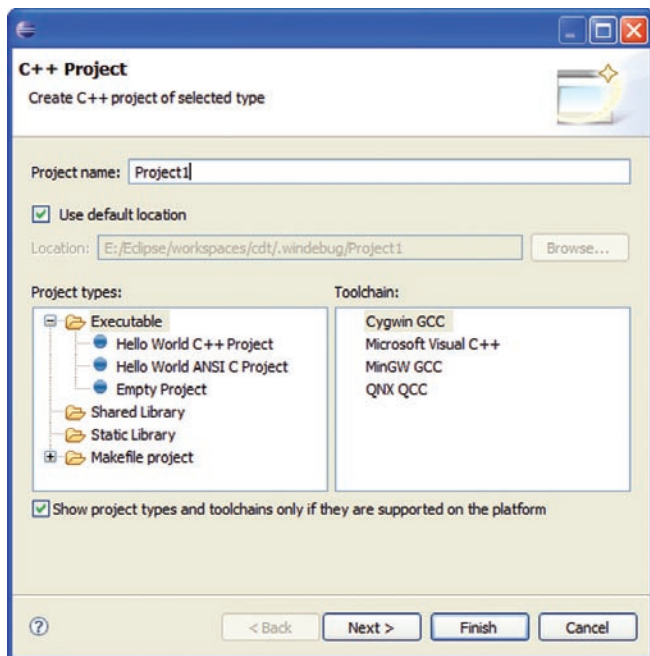 C++ Project
Create C++ project of selected type
Project name: Project1
Use default location
Location: E:/Eclipse/workspaces/cdt/.windebug/Project1 Browse...
Project types: Toolchain:
Executable Cygwin GCC
Hello World C++ Project Microsoft Visual C++
Hello World ANSI C Project MinGW GCC
Empty Project QNX QCC
Shared Library
Static Library
Makefile project
Show project types and toolchains only if they are supported on the platform
? < Back Next > Finish Cancel